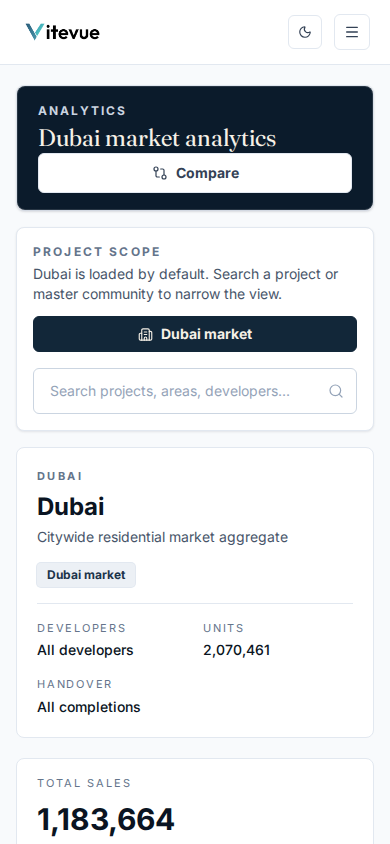 Vitevue
ANALYTICS
Dubai market analytics
Compare
PROJECT SCOPE
Dubai is loaded by default. Search a project or
master community to narrow the view.
Dubai market
Search projects, areas, developers...
DUBAI
Dubai
Citywide residential market aggregate
Dubai market
DEVELOPERS
All developers
UNITS
2,070,461
HANDOVER
All completions
TOTAL SALES
1,183,664